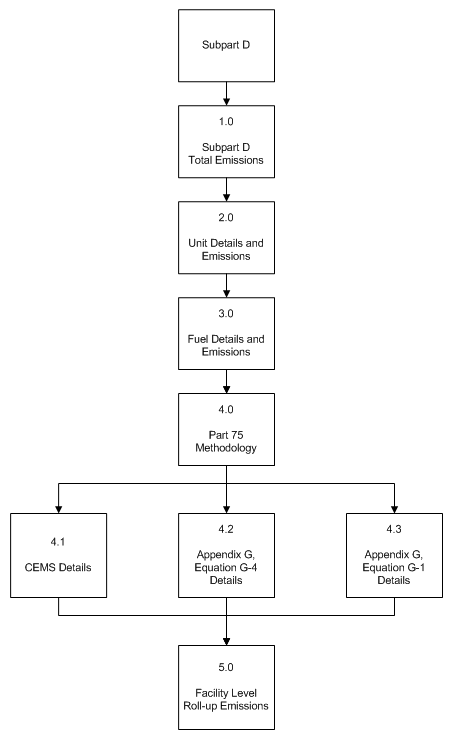 Subpart D
1.0
Subpart D
Total Emissions
2.0
Unit Details and
Emissions
3.0
Fuel Details and
Emissions
4.0
Part 75
Methodology
4.1
CEMS Details
4.2
Appendix G,
Equation G-4
Details
4.3
Appendix G,
Equation G-1
Details
5.0
Facility Level
Roll-up Emissions